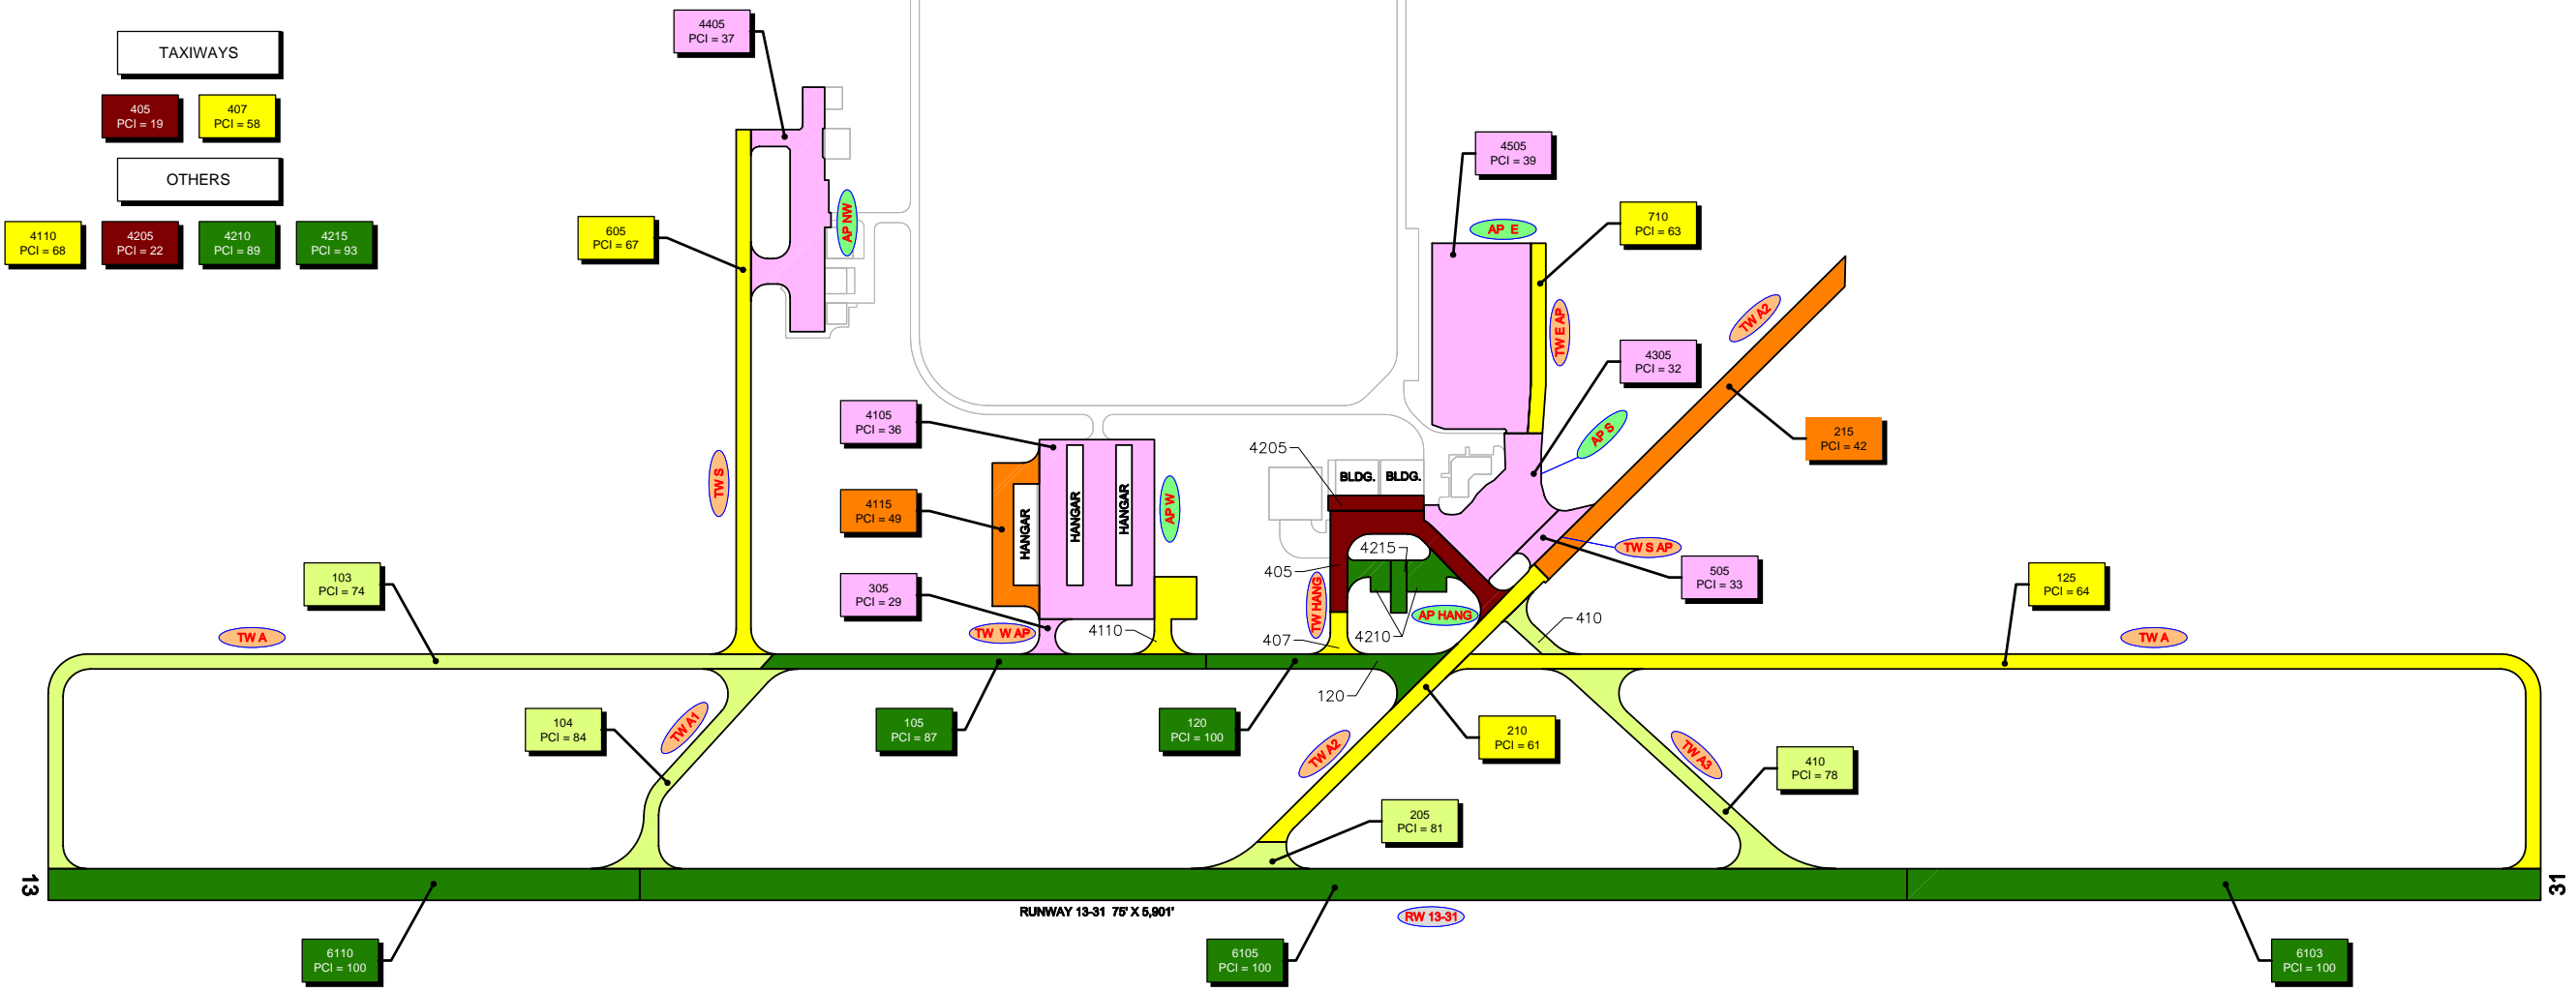 TAXIWAYS
405
PCI = 19
407
PCI = 58
OTHERS
4110
PCI = 68
4205
PCI = 22
4210
PCI = 89
4215
PCI = 93
4405
PCI = 37
605
PCI = 67
AP NW
TW S
4505
PCI = 39
AP E
710
PCI = 63
TW E AP
TW A2
4305
PCI = 32
AP S
215
PCI = 42
4105
PCI = 36
4115
PCI = 49
HANGAR
HANGAR
HANGAR
AP W
4205
BLDG.
BLDG.
4215
405
TW HANG
AP HANG
4210
TW S AP
505
PCI = 33
305
PCI = 29
TW W AP
4110
407
410
120
103
PCI = 74
TW A
125
PCI = 64
TW A
104
PCI = 84
TW A1
105
PCI = 87
120
PCI = 100
210
PCI = 61
TW A2
TW A3
410
PCI = 78
205
PCI = 81
13
31
RUNWAY 13-31 75' X 5,901'
RW 13-31
6110
PCI = 100
6105
PCI = 100
6103
PCI = 100